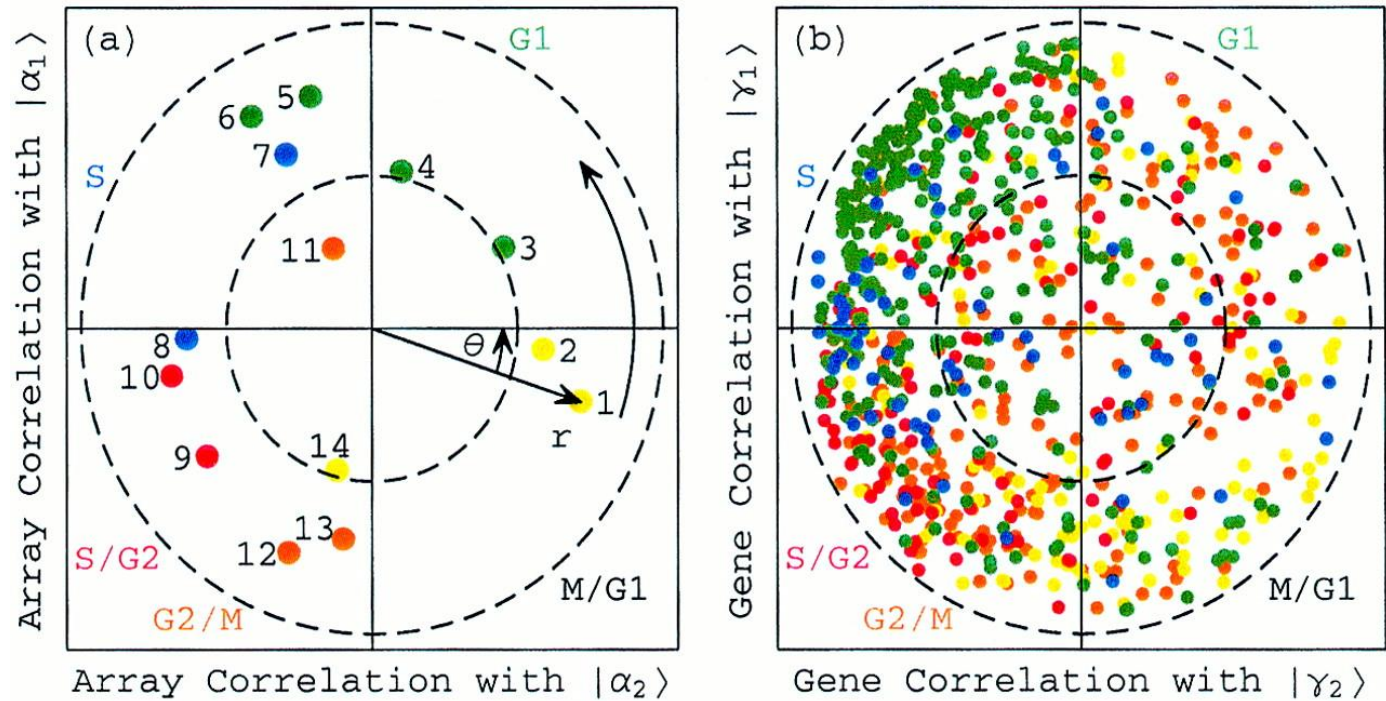 (a)
G1
S
S/G2
G2/M
M/G1
5
6
7
4
11
3
8
θ
2
10
1
r
9
14
13
12
Array Correlation with |α₁⟩
Array Correlation with |α₂⟩
(b)
G1
S
S/G2
G2/M
M/G1
Gene Correlation with |γ₁⟩
Gene Correlation with |γ₂⟩